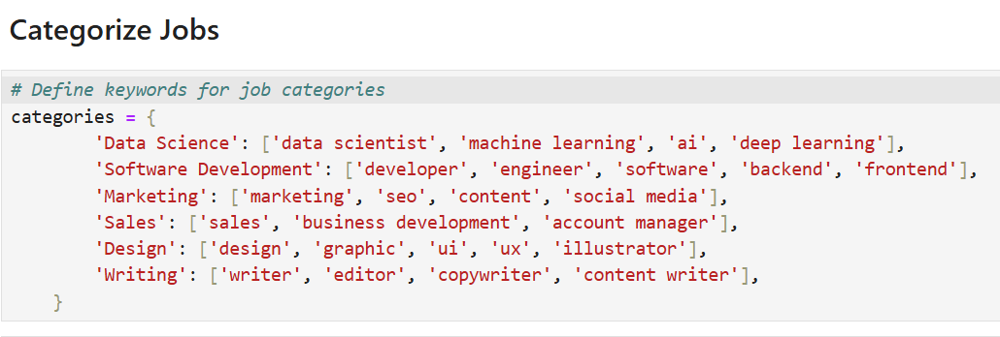 Categorize Jobs
# Define keywords for job categories
categories = {
        'Data Science': ['data scientist', 'machine learning', 'ai', 'deep learning'],
        'Software Development': ['developer', 'engineer', 'software', 'backend', 'frontend'],
        'Marketing': ['marketing', 'seo', 'content', 'social media'],
        'Sales': ['sales', 'business development', 'account manager'],
        'Design': ['design', 'graphic', 'ui', 'ux', 'illustrator'],
        'Writing': ['writer', 'editor', 'copywriter', 'content writer'],
    }